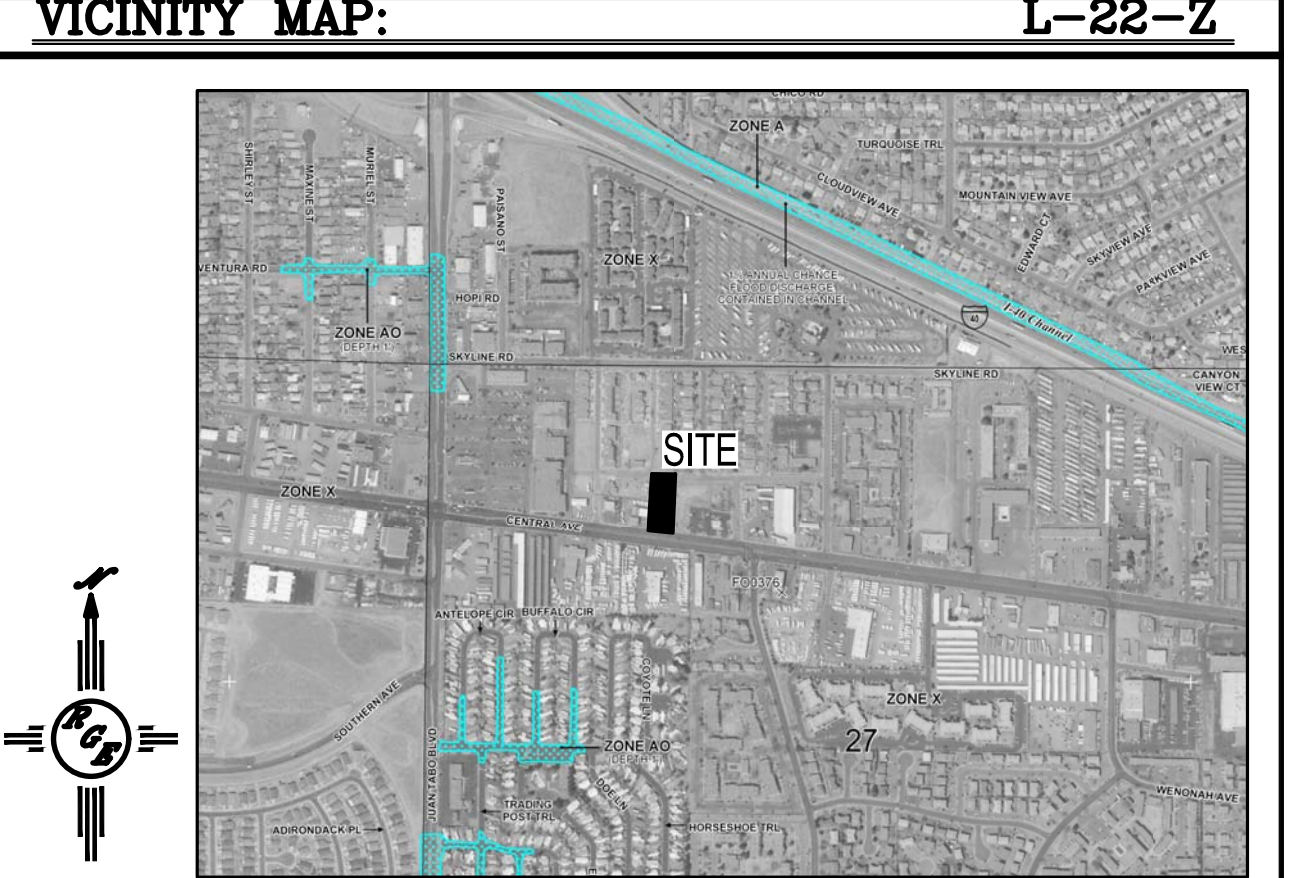 VICINITY MAP:
L-22-Z
CHICO RD
ZONE A
TURQUOISE TRL
SHIRLEY ST
MAXINE ST
MURIEL ST
PAISANO ST
CLOUDVIEW AVE
MOUNTAIN VIEW AVE
EDWARD CT
SKYVIEW AVE
PARKVIEW AVE
VENTURA RD
ZONE X
1% ANNUAL CHANCE
FLOOD DISCHARGE
CONTAINED IN CHANNEL
HOPI RD
40
I-40 Channel
ZONE AO
(DEPTH 1')
SKYLINE RD
SKYLINE RD
WES
CANYON
VIEW CT
SITE
ZONE X
CENTRAL AVE
FO0376
N
ANTELOPE CIR
BUFFALO CIR
COYOTE LN
SOUTHERN AVE
ZONE X
JUAN TABO BLVD
RGE
ZONE AO
(DEPTH 1')
27
DOE LN
WENONAH AVE
TRADING
POST TRL
ADIRONDACK PL
HORSESHOE TRL
E